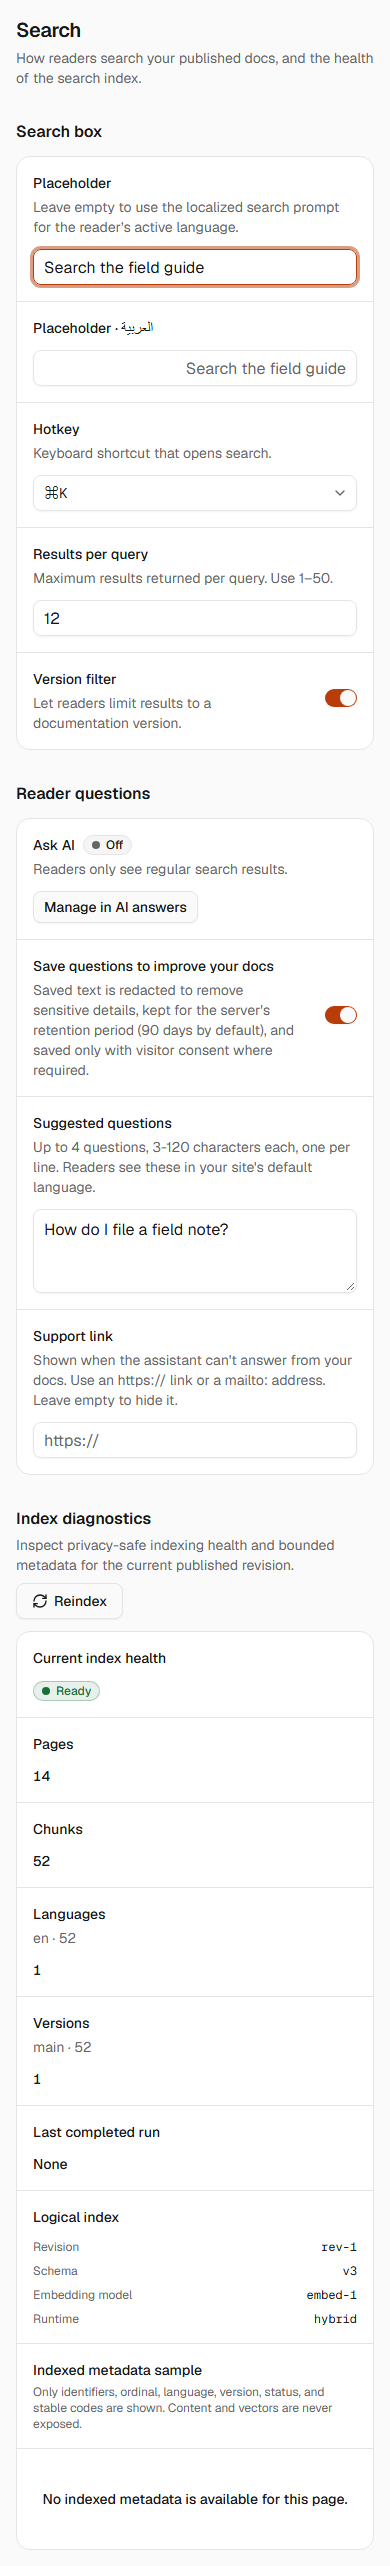 Search
How readers search your published docs, and the health
of the search index.
Search box
Placeholder
Leave empty to use the localized search prompt
for the reader's active language.
Search the field guide
Placeholder · العربية
Search the field guide
Hotkey
Keyboard shortcut that opens search.
⌘K
Results per query
Maximum results returned per query. Use 1–50.
12
Version filter
Let readers limit results to a
documentation version.
Reader questions
Ask AI Off
Readers only see regular search results.
Manage in AI answers
Save questions to improve your docs
Saved text is redacted to remove
sensitive details, kept for the server's
retention period (90 days by default), and
saved only with visitor consent where
required.
Suggested questions
Up to 4 questions, 3-120 characters each, one per
line. Readers see these in your site's default
language.
How do I file a field note?
Support link
Shown when the assistant can't answer from your
docs. Use an https:// link or a mailto: address.
Leave empty to hide it.
https://
Index diagnostics
Inspect privacy-safe indexing health and bounded
metadata for the current published revision.
Reindex
Current index health
Ready
Pages
14
Chunks
52
Languages
en · 52
1
Versions
main · 52
1
Last completed run
None
Logical index
Revision rev-1
Schema v3
Embedding model embed-1
Runtime hybrid
Indexed metadata sample
Only identifiers, ordinal, language, version, status, and
stable codes are shown. Content and vectors are never
exposed.
No indexed metadata is available for this page.